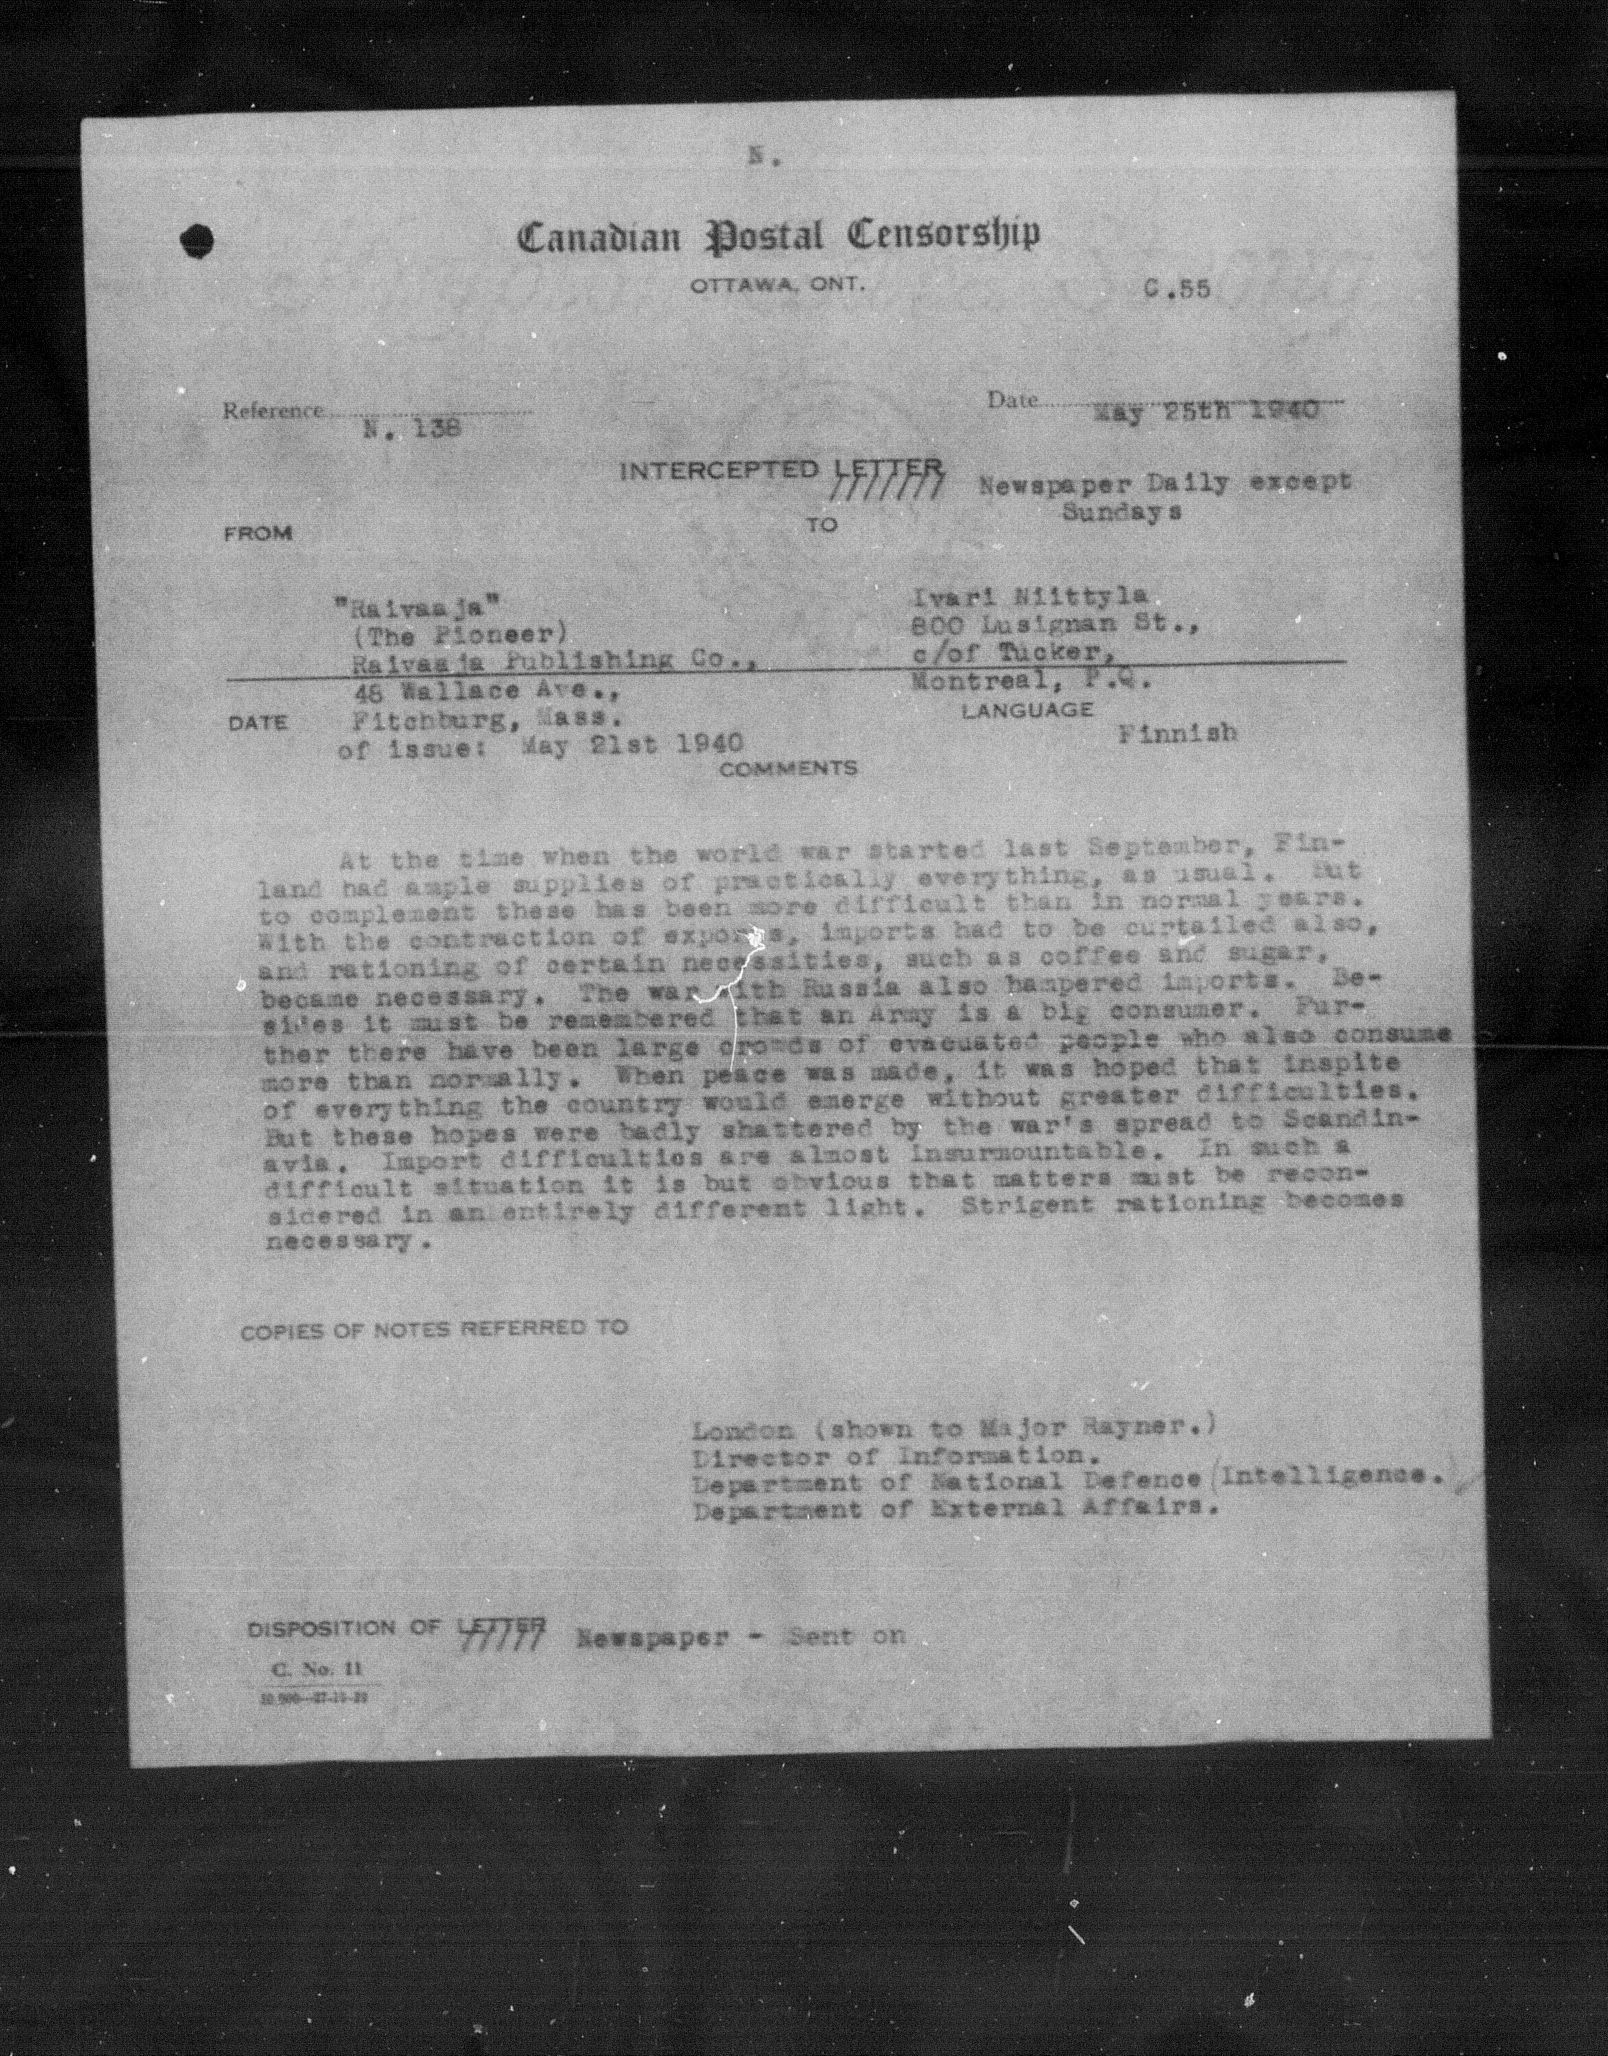 N.
Canadian Postal Censorship
OTTAWA, ONT.
C.55
Reference N. 138
Date May 25th 1940
INTERCEPTED LETTER Newspaper Daily except
Sundays
FROM
TO
"Raivaaja"
(The Pioneer)
Raivaaja Publishing Co.,
48 Wallace Ave.,
Fitchburg, Mass.
Ivari Niittyla
800 Lusignan St.,
c/of Tucker,
Montreal, P.Q.
DATE of issue: May 21st 1940
LANGUAGE
Finnish
COMMENTS
At the time when the world war started last September, Fin-
land had ample supplies of practically everything, as usual. But
to complement these has been more difficult than in normal years.
With the contraction of exports, imports had to be curtailed also,
and rationing of certain necessities, such as coffee and sugar,
became necessary. The war with Russia also hampered imports. Be-
sides it must be remembered that an Army is a big consumer. Fur-
ther there have been large crowds of evacuated people who also consume
more than normally. When peace was made, it was hoped that inspite
of everything the country would emerge without greater difficulties.
But these hopes were badly shattered by the war's spread to Scandin-
avia. Import difficulties are almost insurmountable. In such a
difficult situation it is but obvious that matters must be recon-
sidered in an entirely different light. Strigent rationing becomes
necessary.
COPIES OF NOTES REFERRED TO
London (shown to Major Rayner.)
Director of Information.
Department of National Defence (Intelligence.)
Department of External Affairs.
DISPOSITION OF LETTER Newspaper - Sent on
C. No. 11